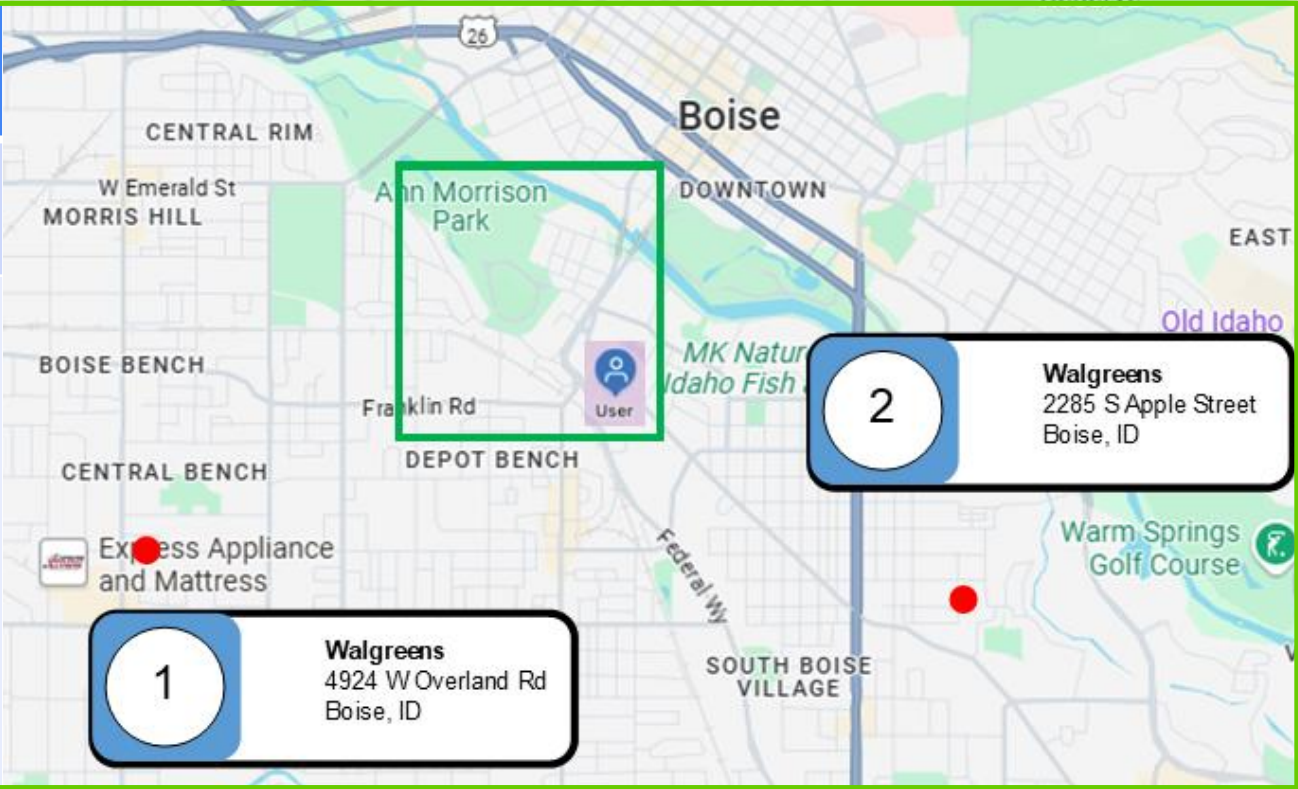 26
Boise
CENTRAL RIM
W Emerald St
MORRIS HILL
Ann Morrison
Park
DOWNTOWN
EAST
Old Idaho
BOISE BENCH
MK Natur
Idaho Fish
User
Franklin Rd
2
Walgreens
2285 S Apple Street
Boise, ID
DEPOT BENCH
CENTRAL BENCH
Express Appliance
and Mattress
Federal Wy
Warm Springs
Golf Course
1
Walgreens
4924 W Overland Rd
Boise, ID
SOUTH BOISE
VILLAGE